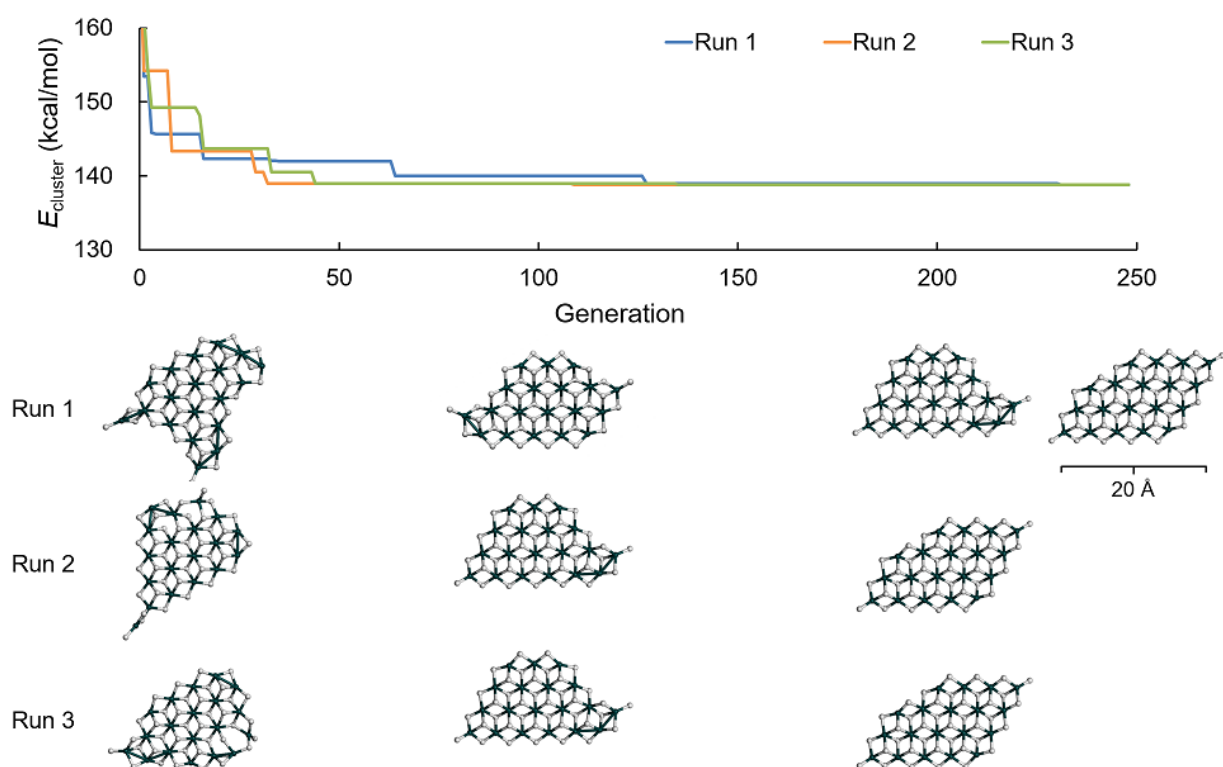 160
Run 1 Run 2 Run 3
150
140
130
E_cluster (kcal/mol)
0 50 100 150 200 250
Generation
Run 1
20 Å
Run 2
Run 3